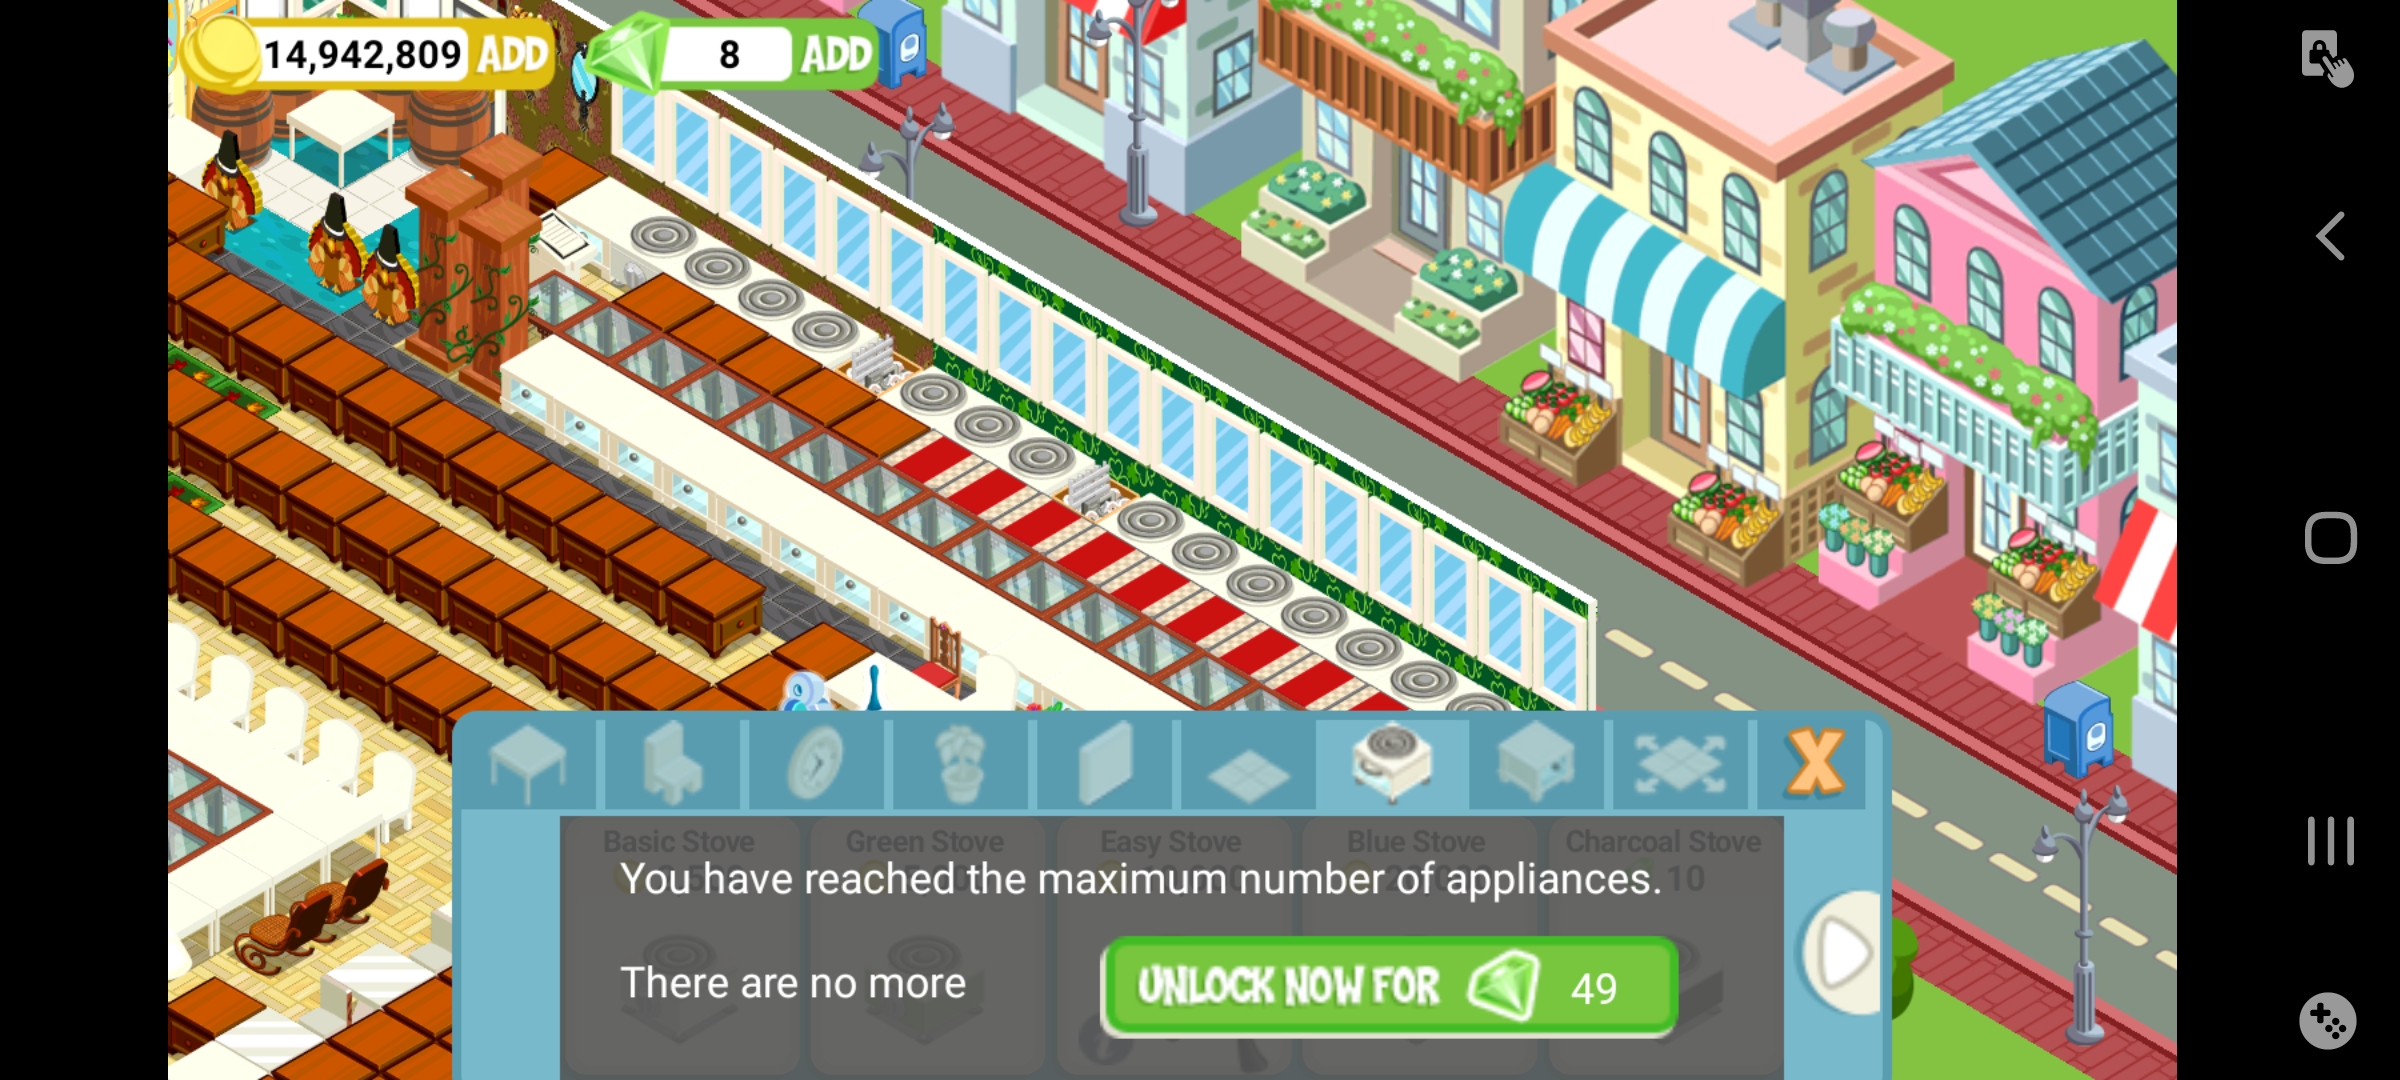 14,942,809 ADD 8 ADD
Basic Stove Green Stove Easy Stove Blue Stove Charcoal Stove
10
You have reached the maximum number of appliances.
There are no more
UNLOCK NOW FOR 49
X